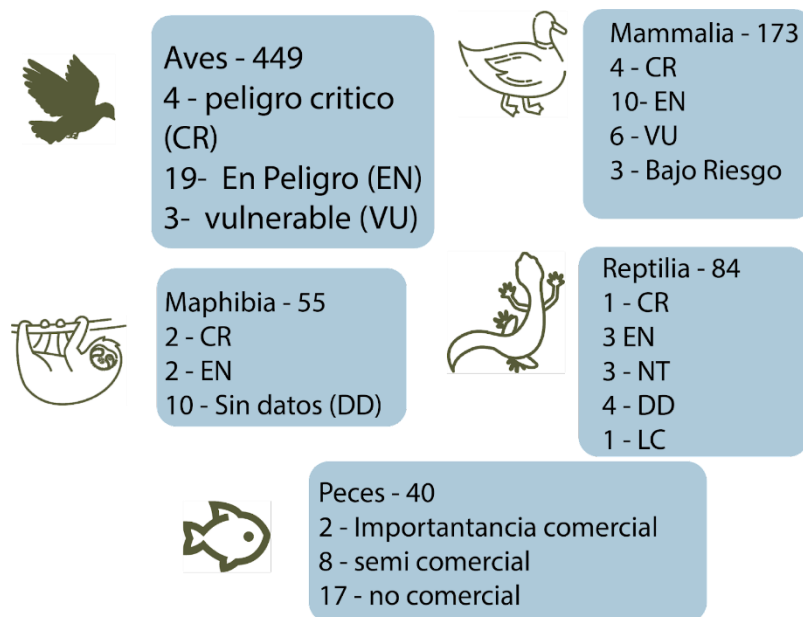 Aves - 449
4 - peligro critico
(CR)
19- En Peligro (EN)
3- vulnerable (VU)
Mammalia - 173
4 - CR
10- EN
6 - VU
3 - Bajo Riesgo
Maphibia - 55
2 - CR
2 - EN
10 - Sin datos (DD)
Reptilia - 84
1 - CR
3 EN
3 - NT
4 - DD
1 - LC
Peces - 40
2 - Importantancia comercial
8 - semi comercial
17 - no comercial